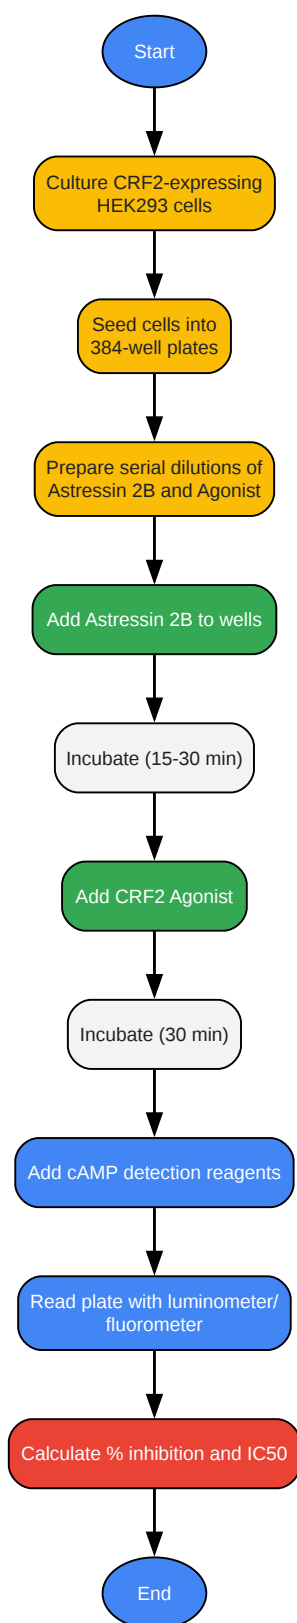 Start
Culture CRF2-expressing
HEK293 cells
Seed cells into
384-well plates
Prepare serial dilutions of
Astressin 2B and Agonist
Add Astressin 2B to wells
Incubate (15-30 min)
Add CRF2 Agonist
Incubate (30 min)
Add cAMP detection reagents
Read plate with luminometer/
fluorometer
Calculate % inhibition and IC50
End